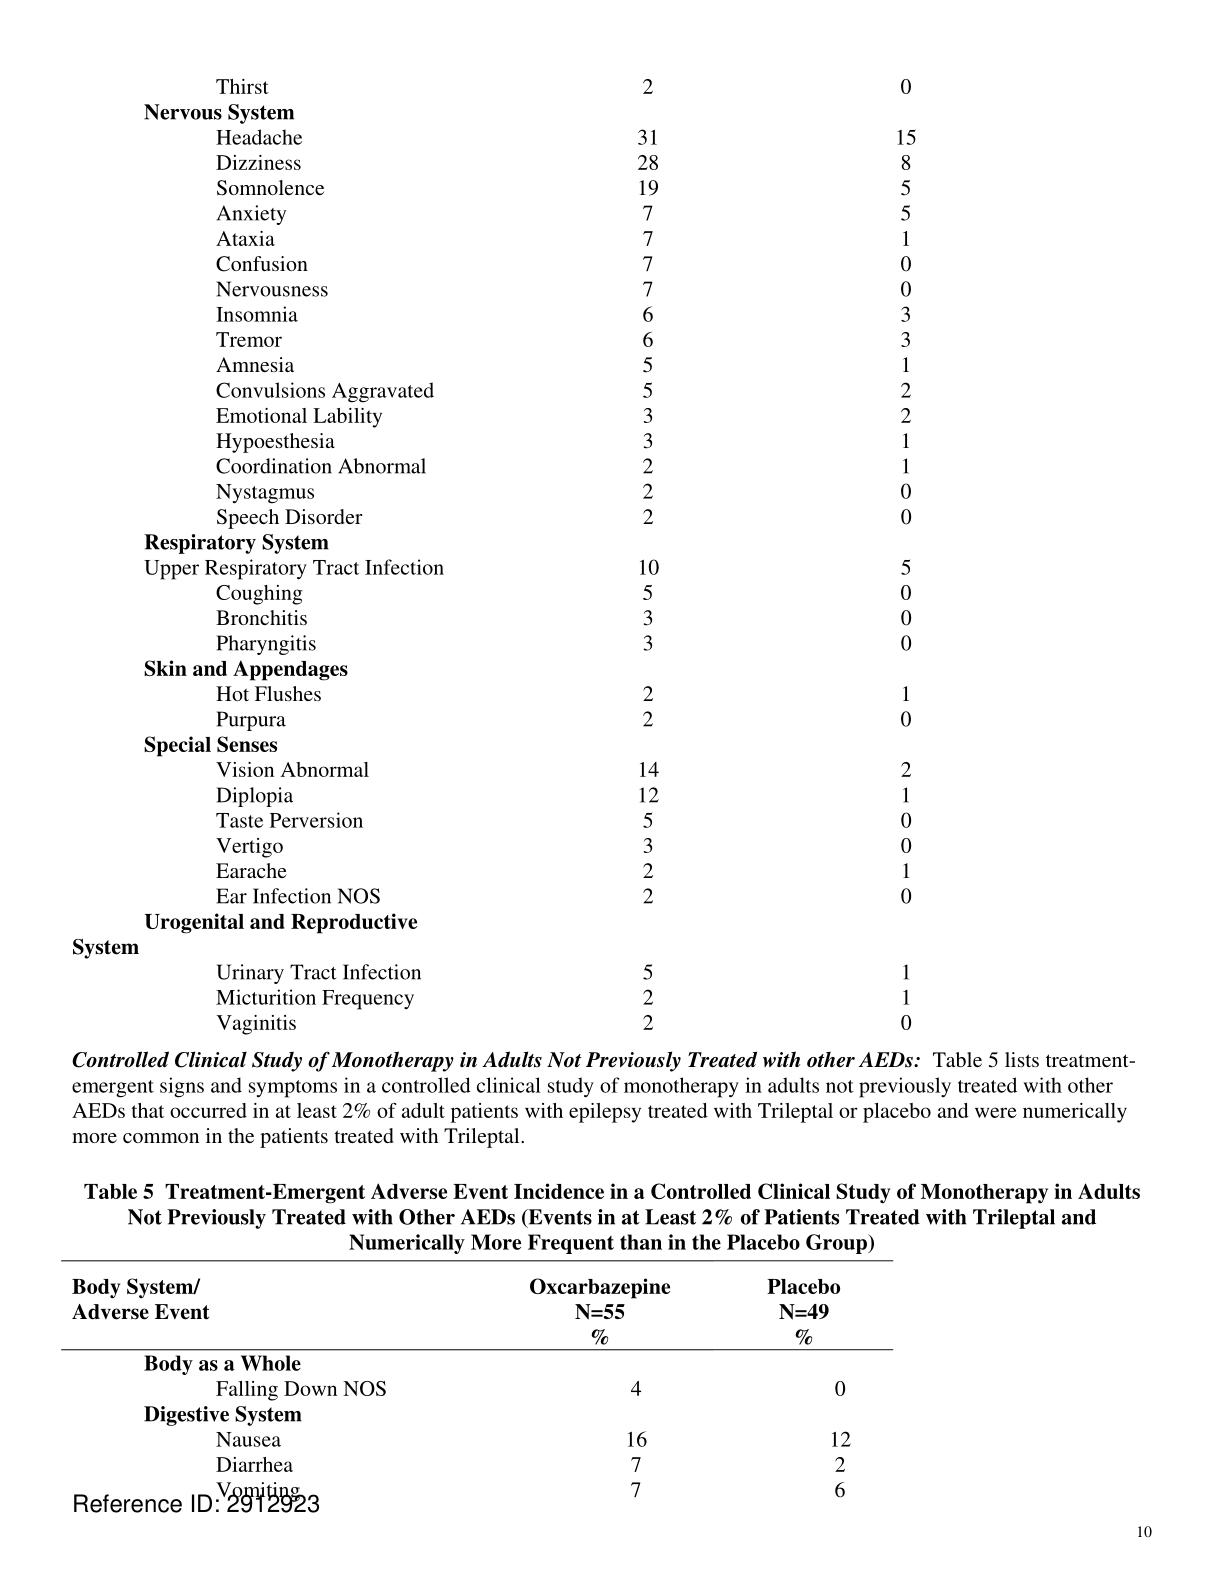 Thirst 2 0
Nervous System
Headache 31 15
Dizziness 28 8
Somnolence 19 5
Anxiety 7 5
Ataxia 7 1
Confusion 7 0
Nervousness 7 0
Insomnia 6 3
Tremor 6 3
Amnesia 5 1
Convulsions Aggravated 5 2
Emotional Lability 3 2
Hypoesthesia 3 1
Coordination Abnormal 2 1
Nystagmus 2 0
Speech Disorder 2 0
Respiratory System
Upper Respiratory Tract Infection 10 5
Coughing 5 0
Bronchitis 3 0
Pharyngitis 3 0
Skin and Appendages
Hot Flushes 2 1
Purpura 2 0
Special Senses
Vision Abnormal 14 2
Diplopia 12 1
Taste Perversion 5 0
Vertigo 3 0
Earache 2 1
Ear Infection NOS 2 0
Urogenital and Reproductive
System
Urinary Tract Infection 5 1
Micturition Frequency 2 1
Vaginitis 2 0
Controlled Clinical Study of Monotherapy in Adults Not Previously Treated with other AEDs: Table 5 lists treatment-
emergent signs and symptoms in a controlled clinical study of monotherapy in adults not previously treated with other
AEDs that occurred in at least 2% of adult patients with epilepsy treated with Trileptal or placebo and were numerically
more common in the patients treated with Trileptal.
Table 5 Treatment-Emergent Adverse Event Incidence in a Controlled Clinical Study of Monotherapy in Adults
Not Previously Treated with Other AEDs (Events in at Least 2% of Patients Treated with Trileptal and
Numerically More Frequent than in the Placebo Group)
Body System/ Oxcarbazepine Placebo
Adverse Event N=55 N=49
% %
Body as a Whole
Falling Down NOS 4 0
Digestive System
Nausea 16 12
Diarrhea 7 2
Vomiting 7 6
Reference ID: 2912923
10